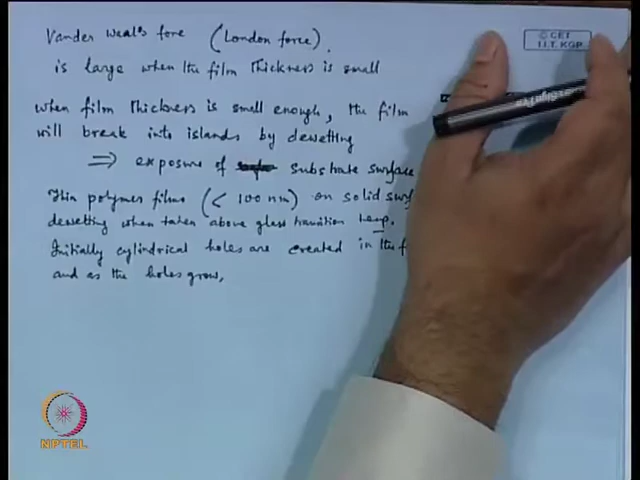 Vander Weal's force (London force).
© CET
I.I.T. KGP
is large when the film thickness is small
when film thickness is small enough, the film
will break into islands by dewetting
⇒ exposure of substrate surface
Thin polymer films (< 100 nm) on solid surf
dewetting when taken above glass transition temp.
Initially cylindrical holes are created in the f
and as the holes grow,
NPTEL